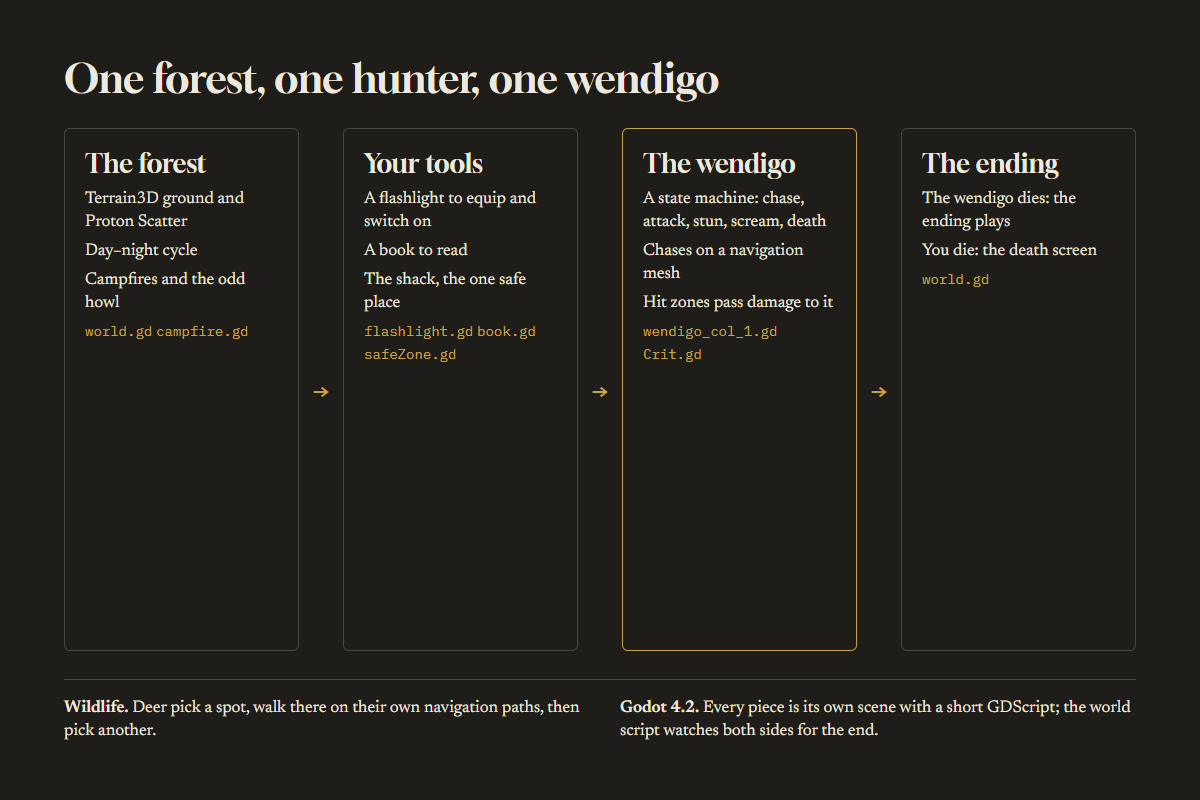 One forest, one hunter, one wendigo
The forest
Terrain3D ground and
Proton Scatter
Day–night cycle
Campfires and the odd
howl
world.gd campfire.gd
→
Your tools
A flashlight to equip and
switch on
A book to read
The shack, the one safe
place
flashlight.gd book.gd
safeZone.gd
→
The wendigo
A state machine: chase,
attack, stun, scream, death
Chases on a navigation
mesh
Hit zones pass damage to it
wendigo_col_1.gd
Crit.gd
→
The ending
The wendigo dies: the
ending plays
You die: the death screen
world.gd
Wildlife. Deer pick a spot, walk there on their own navigation paths, then
pick another.
Godot 4.2. Every piece is its own scene with a short GDScript; the world
script watches both sides for the end.